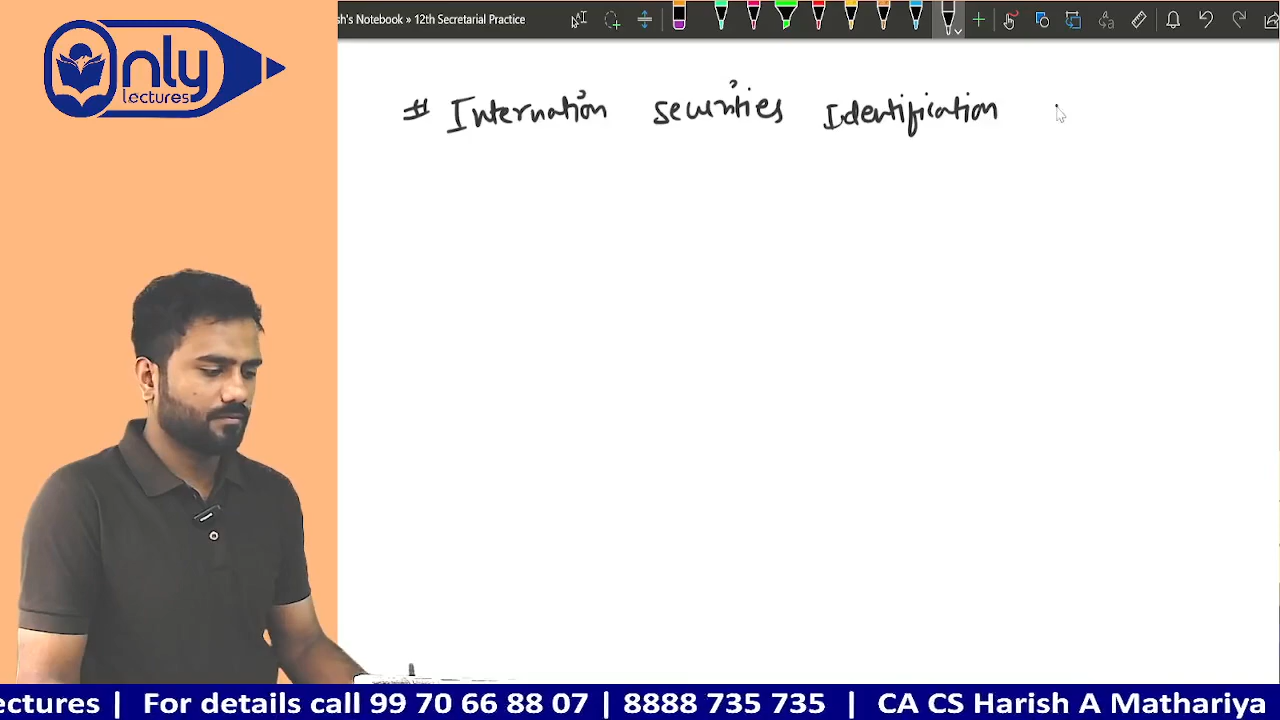 Only
lectures
sh's Notebook » 12th Secretarial Practice
# Internation securities Identification
ectures | For details call 99 70 66 88 07 | 8888 735 735 | CA CS Harish A Mathariya